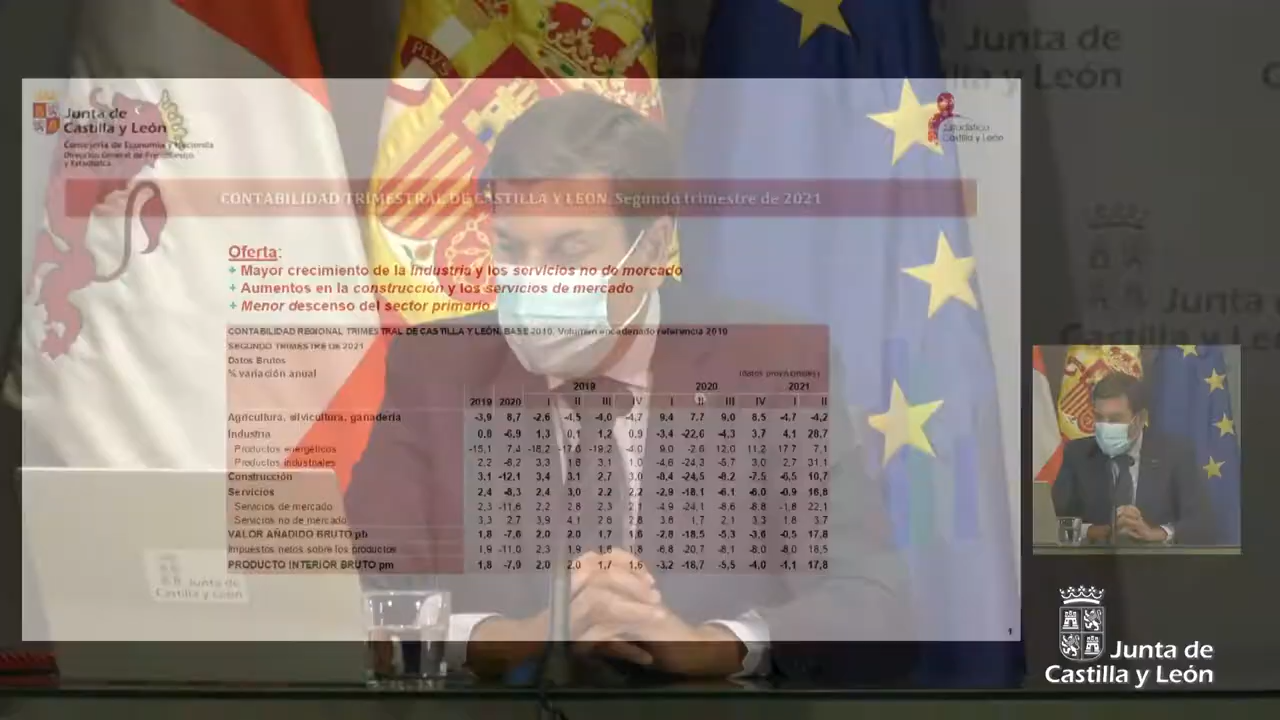 PLVS
Junta de
lla y León
Junta de
Castilla y León
Consejería de Economía y Hacienda
Dirección General de Presupuestos
y Estadística
Estadística
Castilla y León
CONTABILIDAD TRIMESTRAL DE CASTILLA Y LEÓN. Segundo trimestre de 2021
Oferta:
+ Mayor crecimiento de la industria y los servicios no de mercado
+ Aumentos en la construcción y los servicios de mercado
+ Menor descenso del sector primario
CONTABILIDAD REGIONAL TRIMESTRAL DE CASTILLA Y LEÓN. BASE 2010. Volumen encadenado referencia 2010
SEGUNDO TRIMESTRE DE 2021
Datos Brutos
% variación anual (datos provisionales)
2019 2020 2021
2019 2020 I II III IV I II III IV I II
Agricultura, silvicultura, ganadería -3,9 8,7 -2,6 -4,5 -4,0 -4,7 9,4 7,7 9,0 8,5 -4,7 -4,2
Industria 0,8 -6,9 1,3 0,1 1,2 0,9 -3,4 -22,6 -4,3 3,7 4,1 28,7
Productos energéticos -15,1 7,4 -18,2 -17,6 -19,2 -4,0 9,0 -2,6 12,0 11,2 17,7 7,1
Productos industriales 2,2 -8,2 3,3 1,8 3,1 1,0 -4,6 -24,3 -5,7 3,0 2,7 31,1
Construcción 3,1 -12,1 3,4 3,1 2,7 3,0 -8,4 -24,5 -8,2 -7,5 -6,5 10,7
Servicios 2,4 -8,3 2,4 3,0 2,2 2,2 -2,9 -18,1 -6,1 -6,0 -0,9 16,8
Servicios de mercado 2,3 -11,6 2,2 2,8 2,3 2,1 -4,9 -24,1 -8,6 -8,8 -1,8 22,1
Servicios no de mercado 3,3 2,7 3,9 4,1 2,6 2,8 3,8 1,7 2,1 3,3 1,8 3,7
VALOR AÑADIDO BRUTO pb 1,8 -7,6 2,0 2,0 1,7 1,6 -2,8 -18,5 -5,3 -3,6 -0,5 17,8
Impuestos netos sobre los productos 1,9 -11,0 2,3 1,9 1,8 1,8 -6,8 -20,7 -8,1 -8,0 -8,0 18,5
PRODUCTO INTERIOR BRUTO pm 1,8 -7,9 2,0 2,0 1,7 1,6 -3,2 -18,7 -5,5 -4,0 -1,1 17,8
1
Junta de
Castilla y León
Junta
Castilla y Le
Junta de
Castilla y León